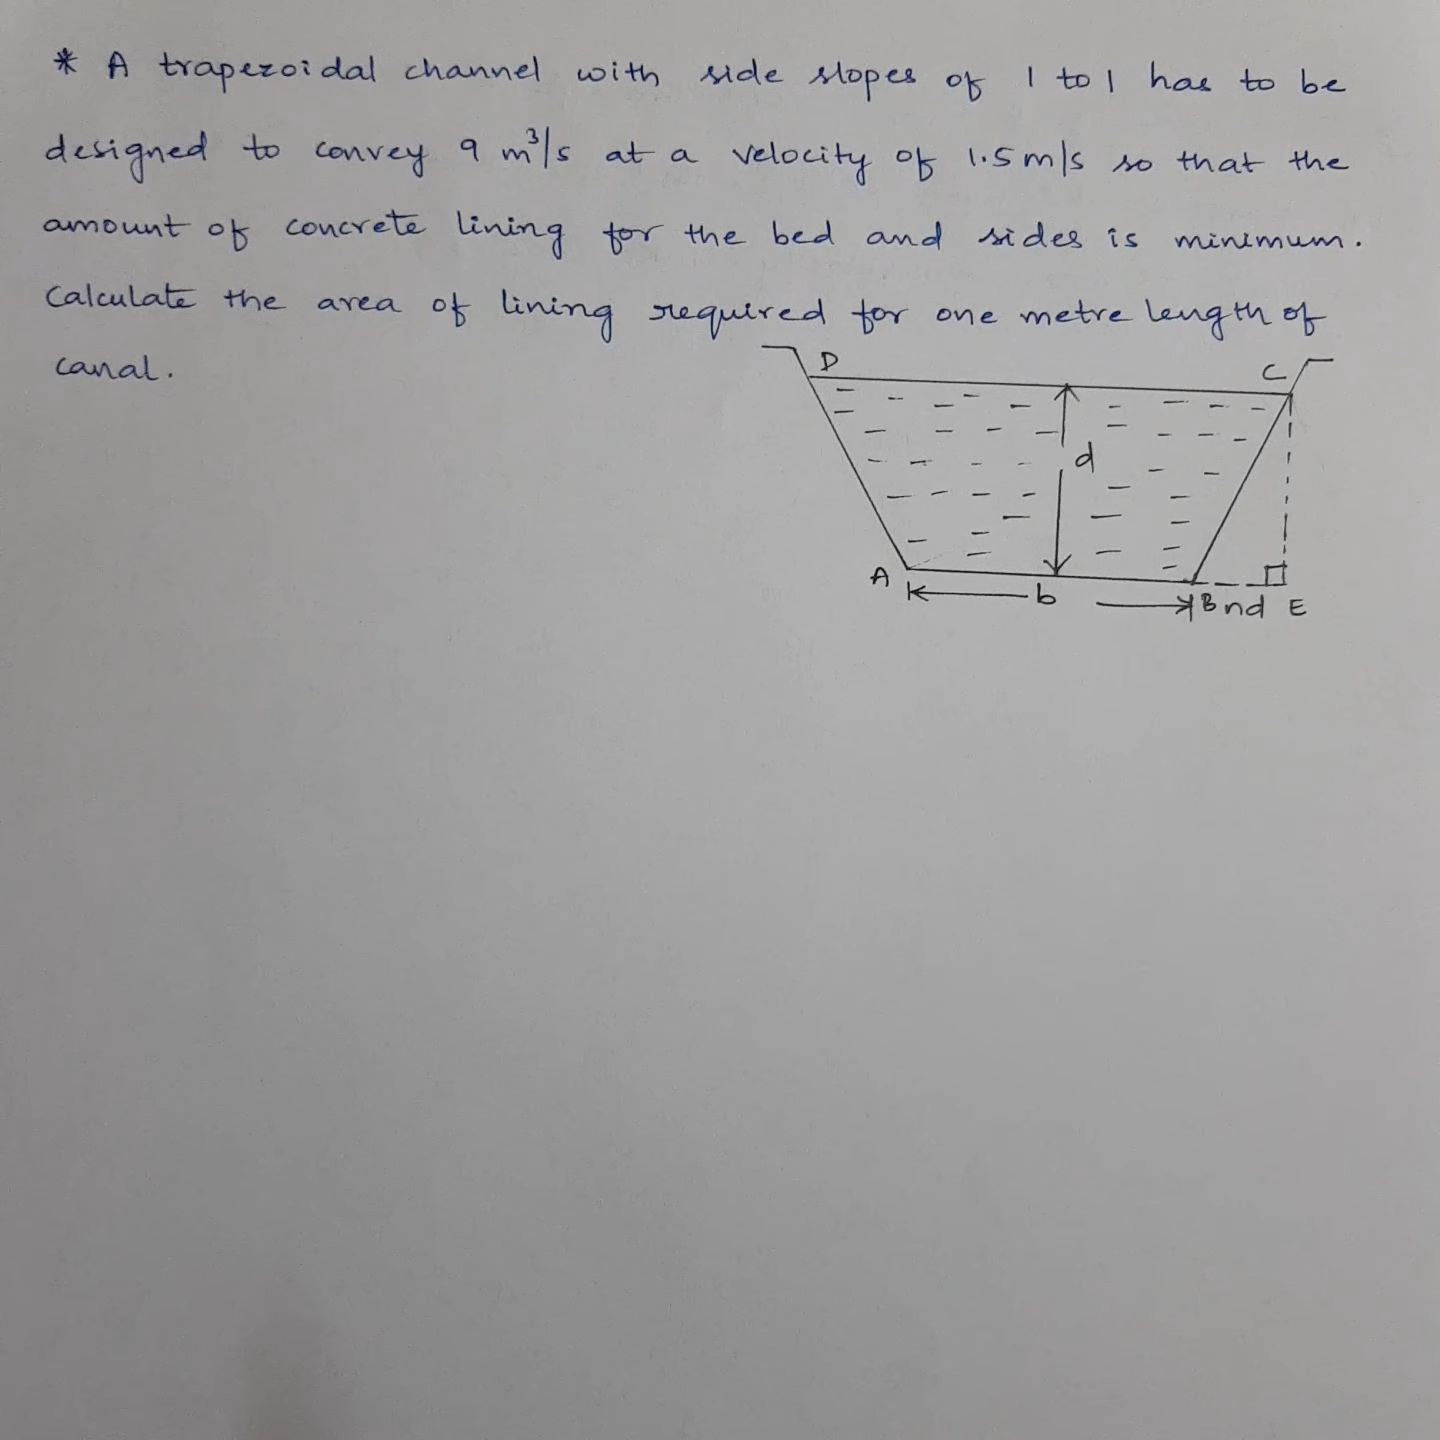 * A trapezoidal channel with side slopes of 1 to 1 has to be
designed to convey 9 m³/s at a velocity of 1.5 m/s so that the
amount of concrete lining for the bed and sides is minimum.
Calculate the area of lining required for one metre length of
canal.
D
C
d
A
b
B nd E